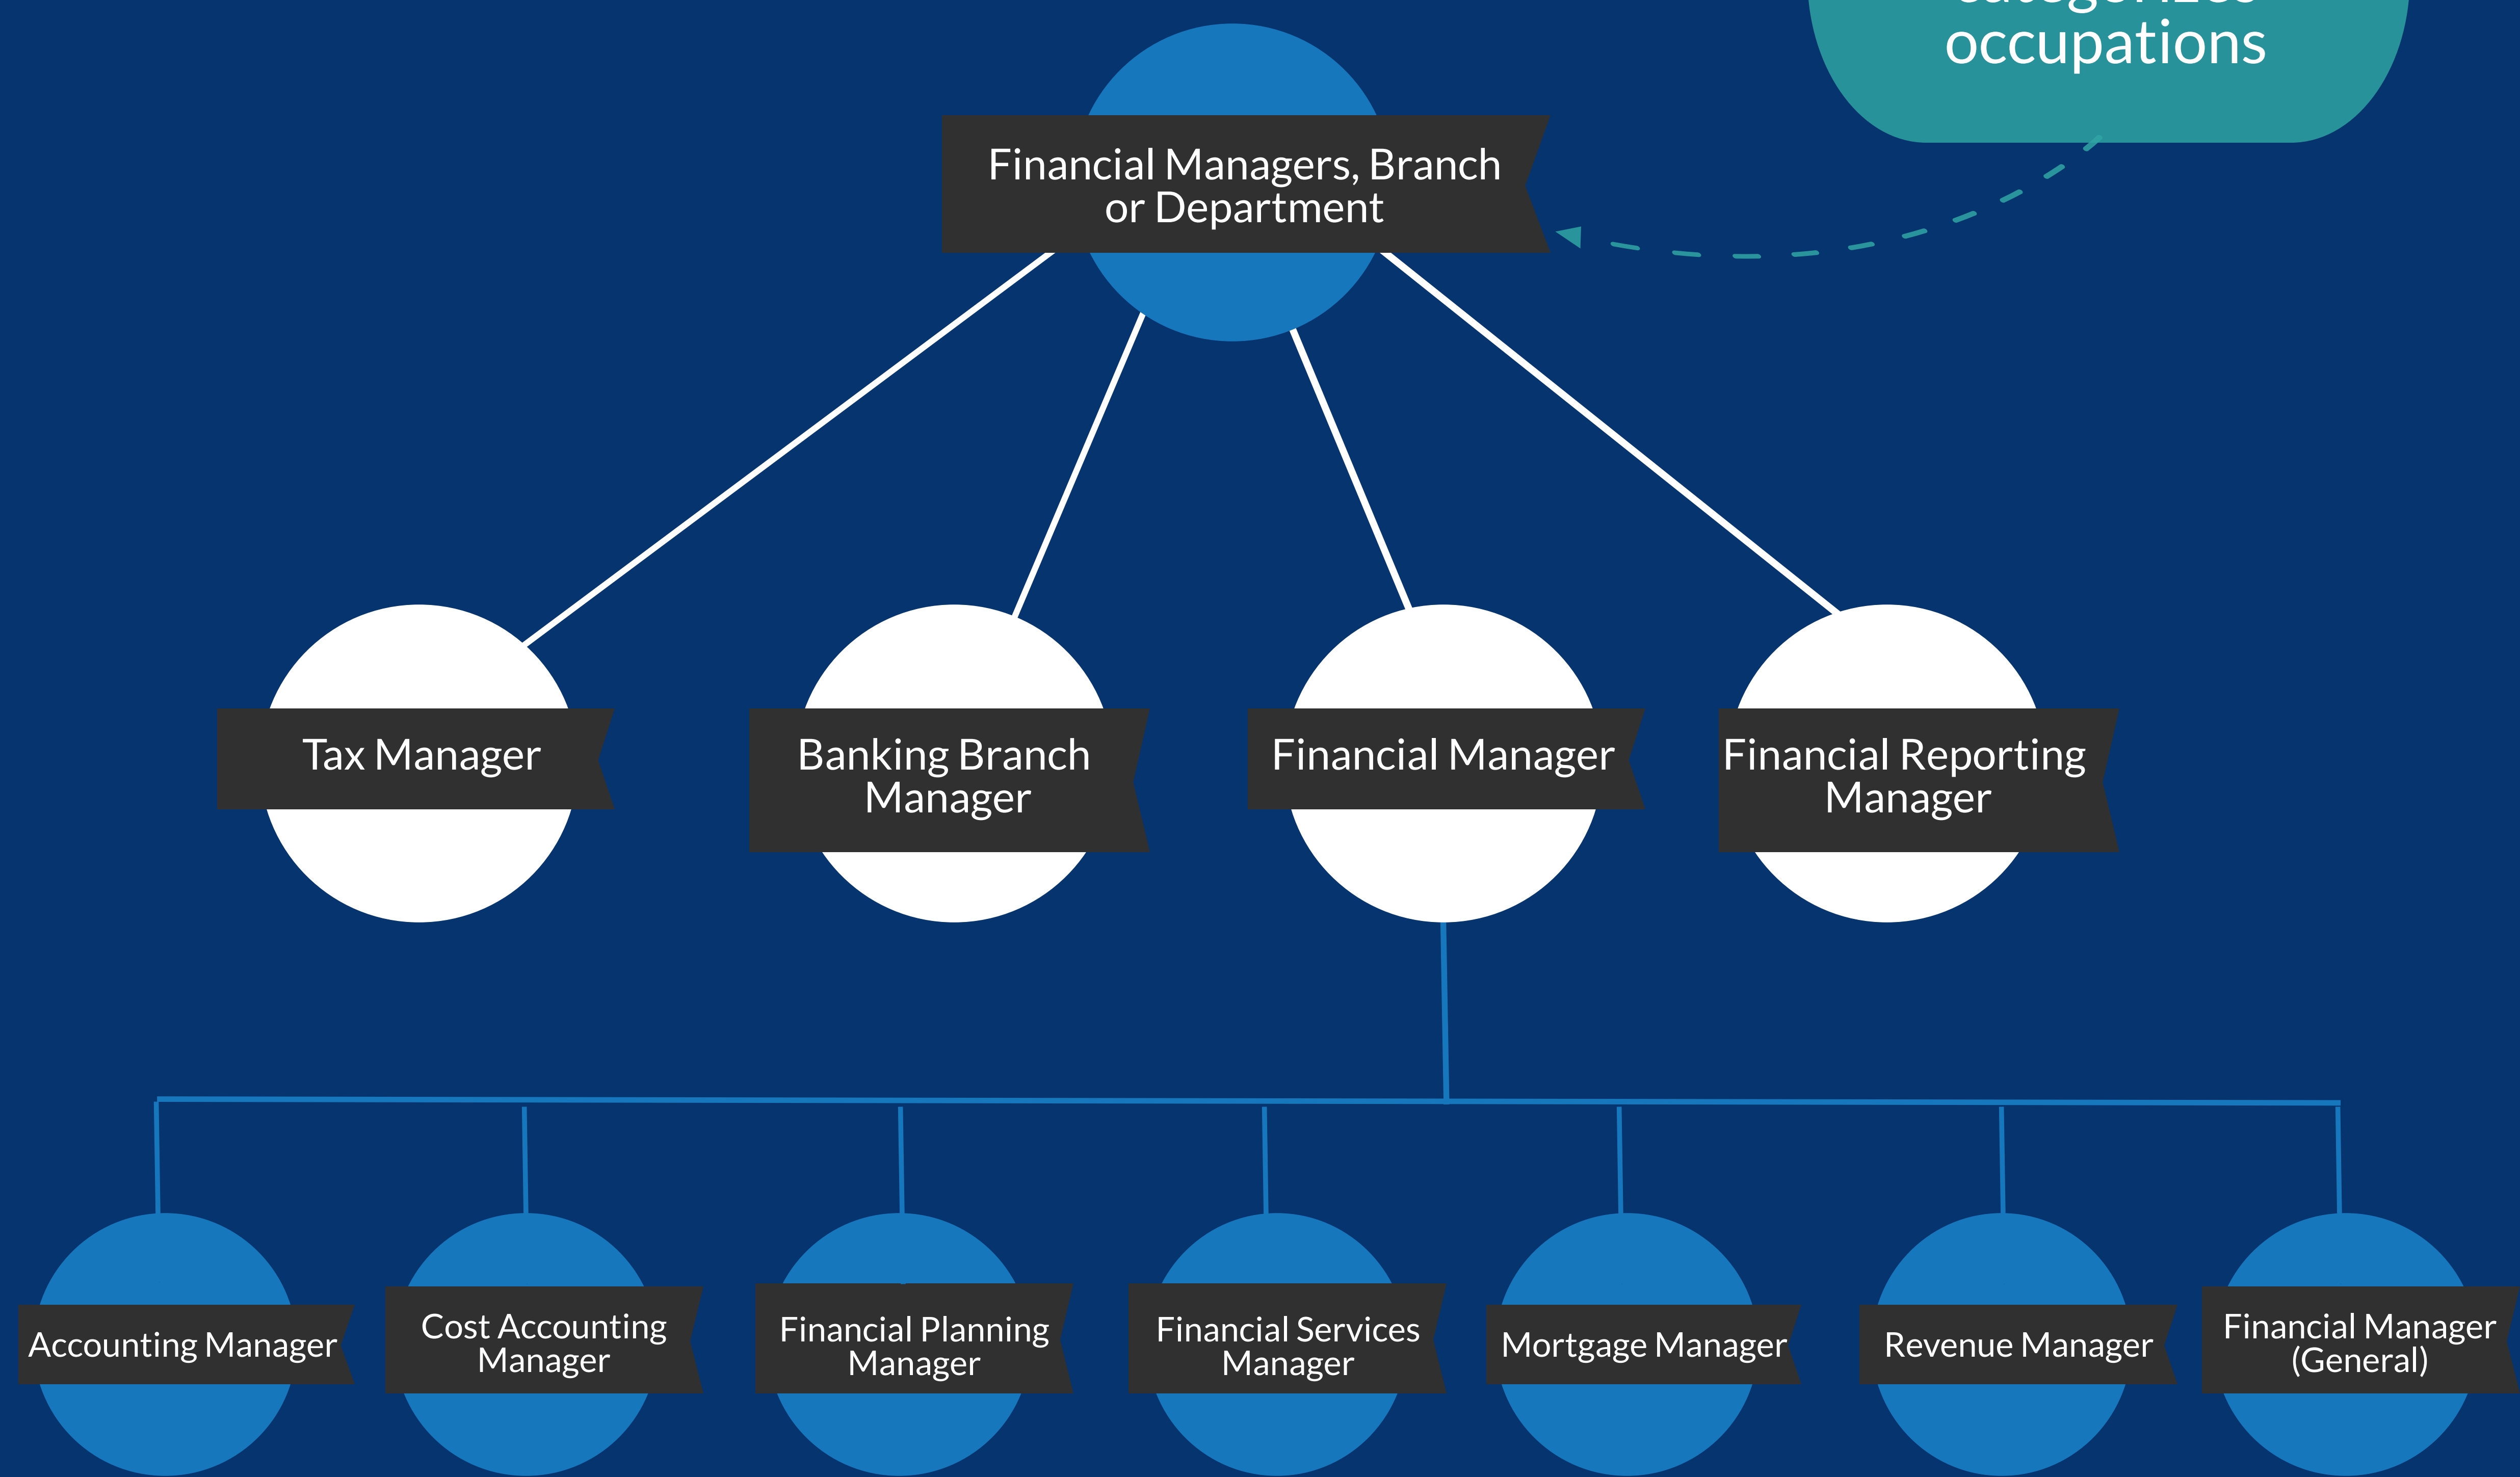 occupations
Financial Managers, Branch
or Department
Tax Manager
Banking Branch
Manager
Financial Manager
Financial Reporting
Manager
Accounting Manager
Cost Accounting
Manager
Financial Planning
Manager
Financial Services
Manager
Mortgage Manager
Revenue Manager
Financial Manager
(General)